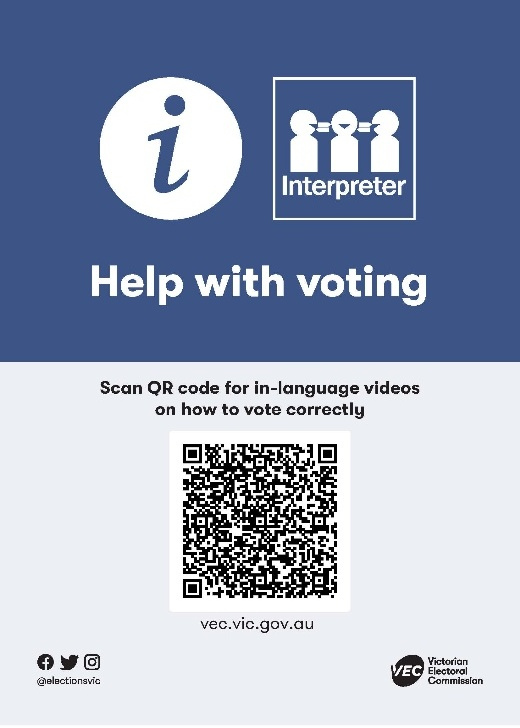 i
Interpreter
Help with voting
Scan QR code for in-language videos
on how to vote correctly
vec.vic.gov.au
@electionsvic
VEC
Victorian
Electoral
Commission